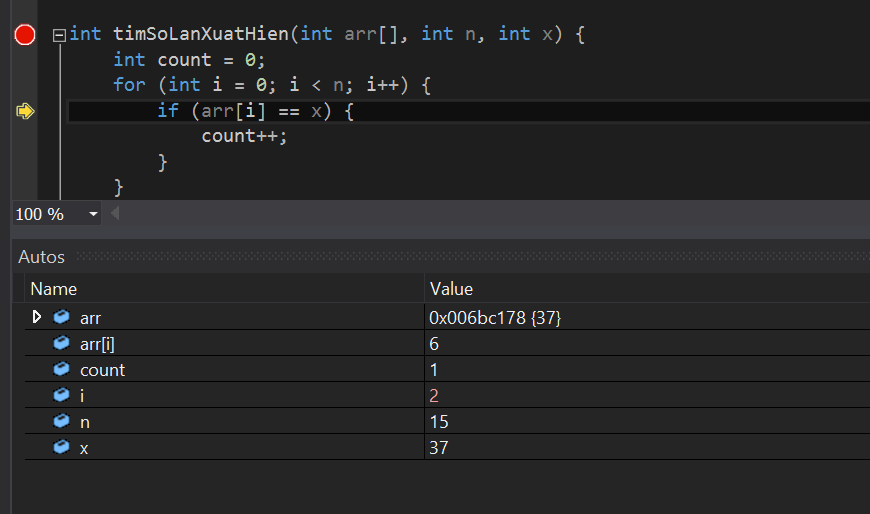 int timSoLanXuatHien(int arr[], int n, int x) {
int count = 0;
for (int i = 0; i < n; i++) {
if (arr[i] == x) {
count++;
}
}
100 %
Autos
Name Value
arr 0x006bc178 {37}
arr[i] 6
count 1
i 2
n 15
x 37